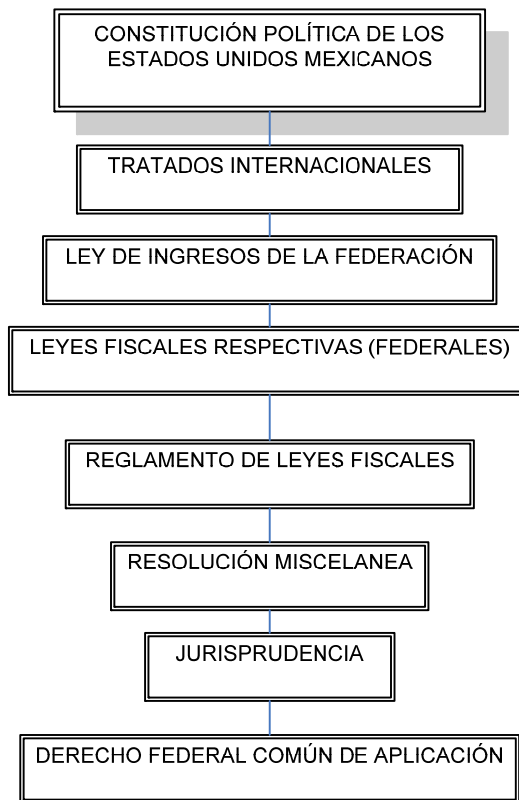 CONSTITUCIÓN POLÍTICA DE LOS
ESTADOS UNIDOS MEXICANOS
TRATADOS INTERNACIONALES
LEY DE INGRESOS DE LA FEDERACIÓN
LEYES FISCALES RESPECTIVAS (FEDERALES)
REGLAMENTO DE LEYES FISCALES
RESOLUCIÓN MISCELANEA
JURISPRUDENCIA
DERECHO FEDERAL COMÚN DE APLICACIÓN